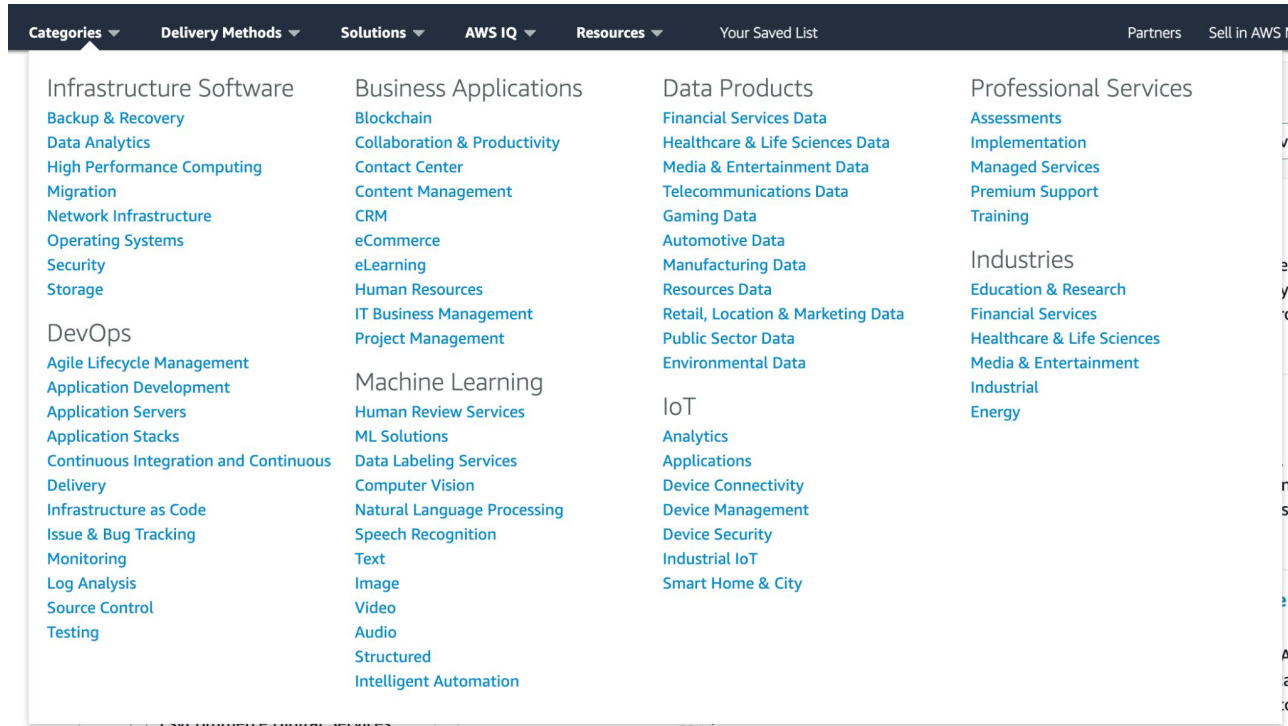 Categories
Delivery Methods
Solutions
AWS IQ
Resources
Your Saved List
Partners
Sell in AWS
Infrastructure Software
Backup & Recovery
Data Analytics
High Performance Computing
Migration
Network Infrastructure
Operating Systems
Security
Storage
DevOps
Agile Lifecycle Management
Application Development
Application Servers
Application Stacks
Continuous Integration and Continuous
Delivery
Infrastructure as Code
Issue & Bug Tracking
Monitoring
Log Analysis
Source Control
Testing
Business Applications
Blockchain
Collaboration & Productivity
Contact Center
Content Management
CRM
eCommerce
eLearning
Human Resources
IT Business Management
Project Management
Machine Learning
Human Review Services
ML Solutions
Data Labeling Services
Computer Vision
Natural Language Processing
Speech Recognition
Text
Image
Video
Audio
Structured
Intelligent Automation
Data Products
Financial Services Data
Healthcare & Life Sciences Data
Media & Entertainment Data
Telecommunications Data
Gaming Data
Automotive Data
Manufacturing Data
Resources Data
Retail, Location & Marketing Data
Public Sector Data
Environmental Data
IoT
Analytics
Applications
Device Connectivity
Device Management
Device Security
Industrial IoT
Smart Home & City
Professional Services
Assessments
Implementation
Managed Services
Premium Support
Training
Industries
Education & Research
Financial Services
Healthcare & Life Sciences
Media & Entertainment
Industrial
Energy